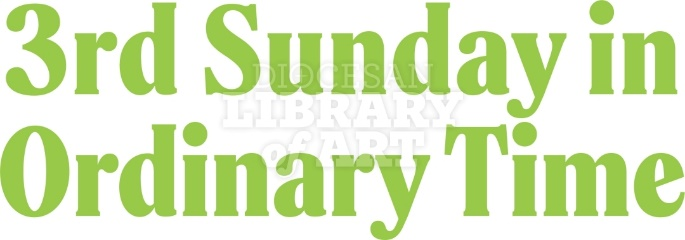 3rd Sunday in
DIOCESAN
LIBRARY
of ART
Ordinary Time